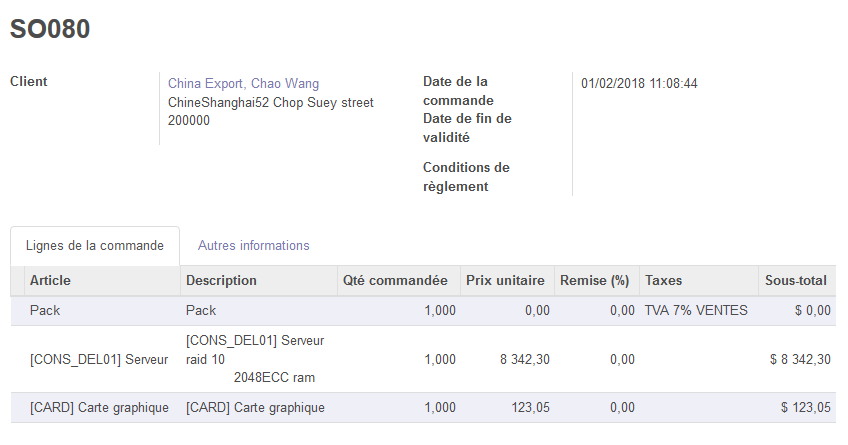 SO080
Client
China Export, Chao Wang
ChineShanghai52 Chop Suey street
200000
Date de la
commande
01/02/2018 11:08:44
Date de fin de
validité
Conditions de
règlement
Lignes de la commande Autres informations
Article Description Qté commandée Prix unitaire Remise (%) Taxes Sous-total
Pack Pack 1,000 0,00 0,00 TVA 7% VENTES $ 0,00
[CONS_DEL01] Serveur [CONS_DEL01] Serveur
raid 10
2048ECC ram
1,000 8 342,30 0,00 $ 8 342,30
[CARD] Carte graphique [CARD] Carte graphique 1,000 123,05 0,00 $ 123,05